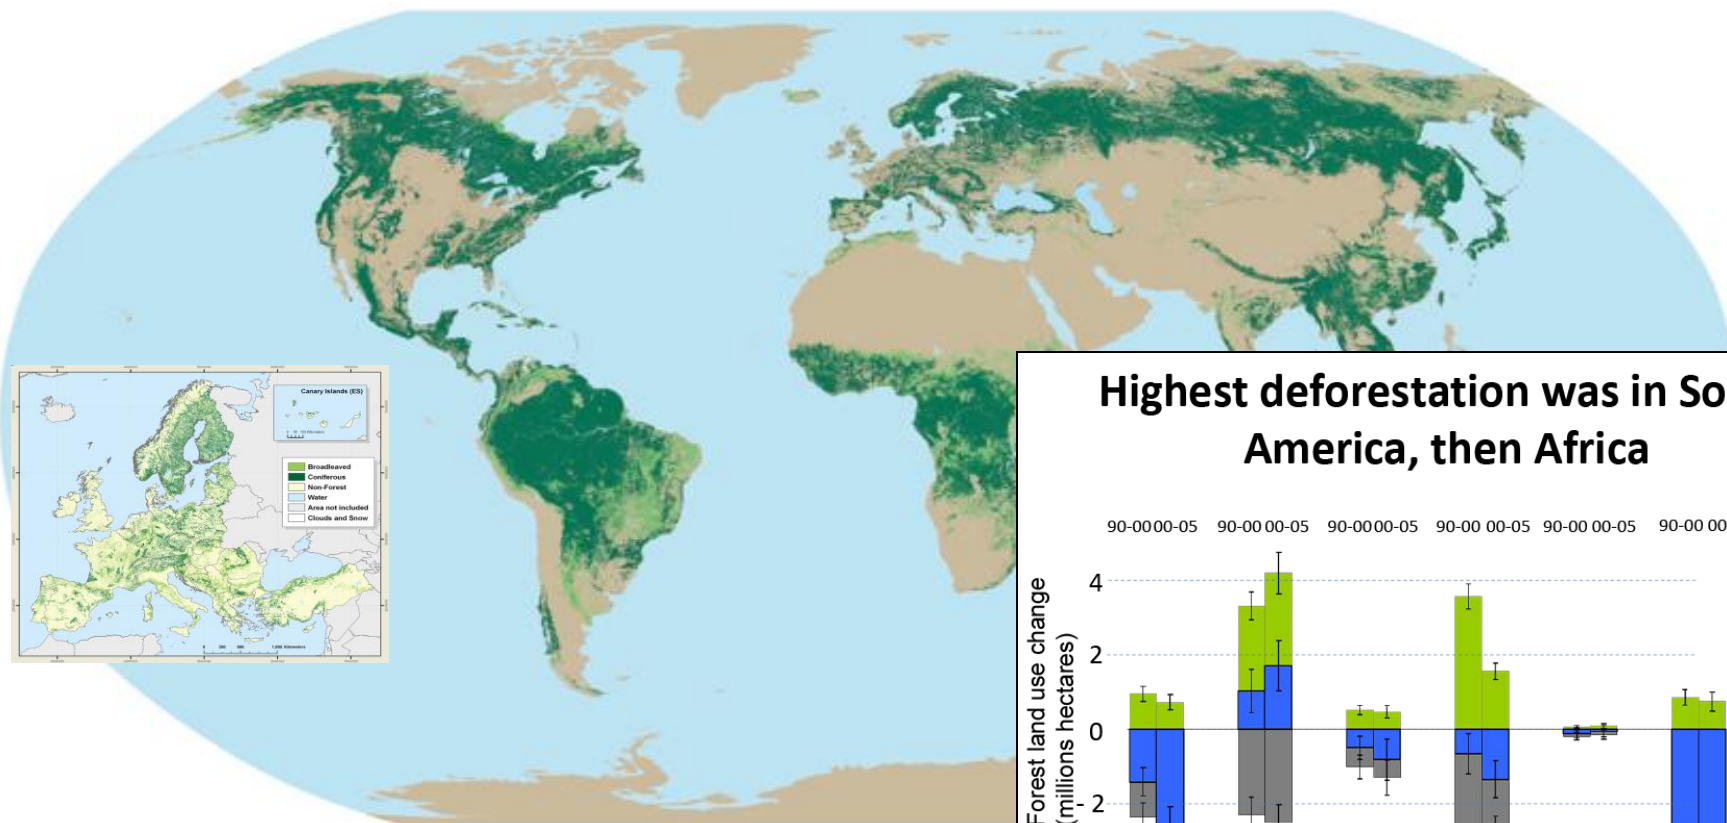 Canary Islands (ES)
Broadleaved
Coniferous
Non-Forest
Water
Area not included
Clouds and Snow
Highest deforestation was in So
America, then Africa
90-00 00-05 90-00 00-05 90-00 00-05 90-00 00-05 90-00 00-05 90-00 00
Forest land use change
(millions hectares)
4
2
0
- 2